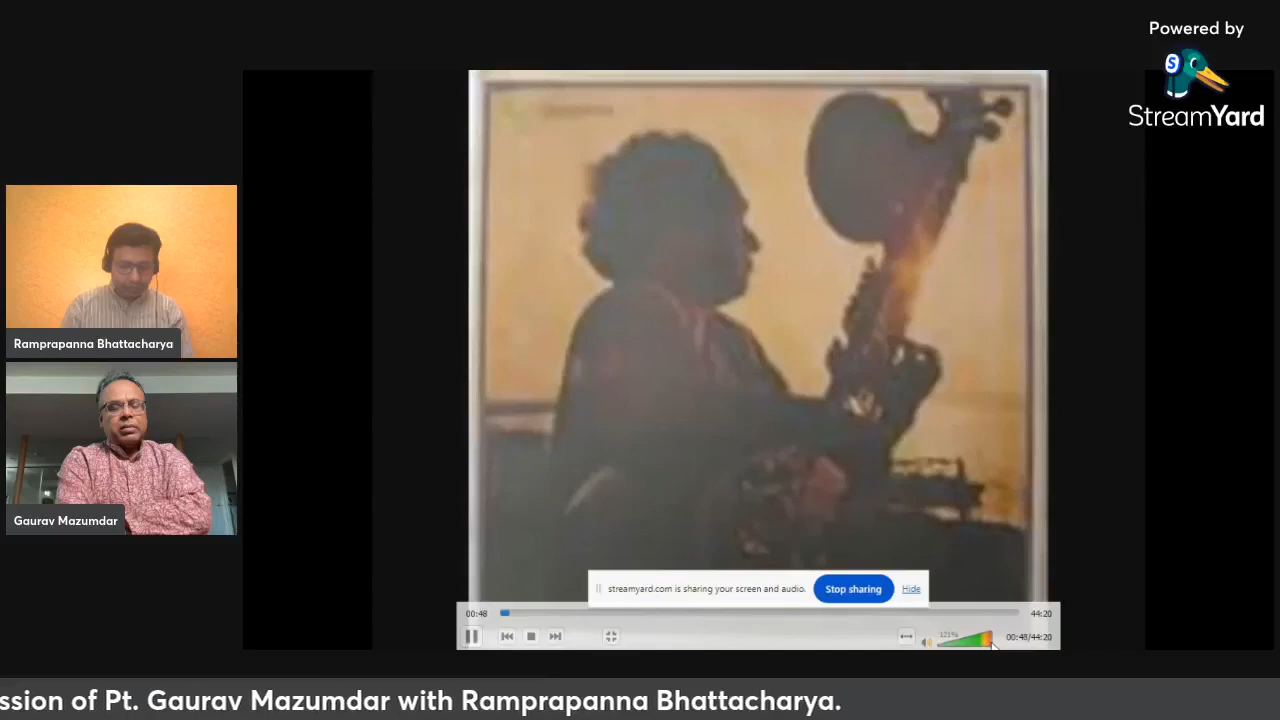 Powered by
StreamYard
Ramprapanna Bhattacharya
Gaurav Mazumdar
streamyard.com is sharing your screen and audio.
Stop sharing
Hide
00:48
44:20
121%
00:48/44:20
ssion of Pt. Gaurav Mazumdar with Ramprapanna Bhattacharya.